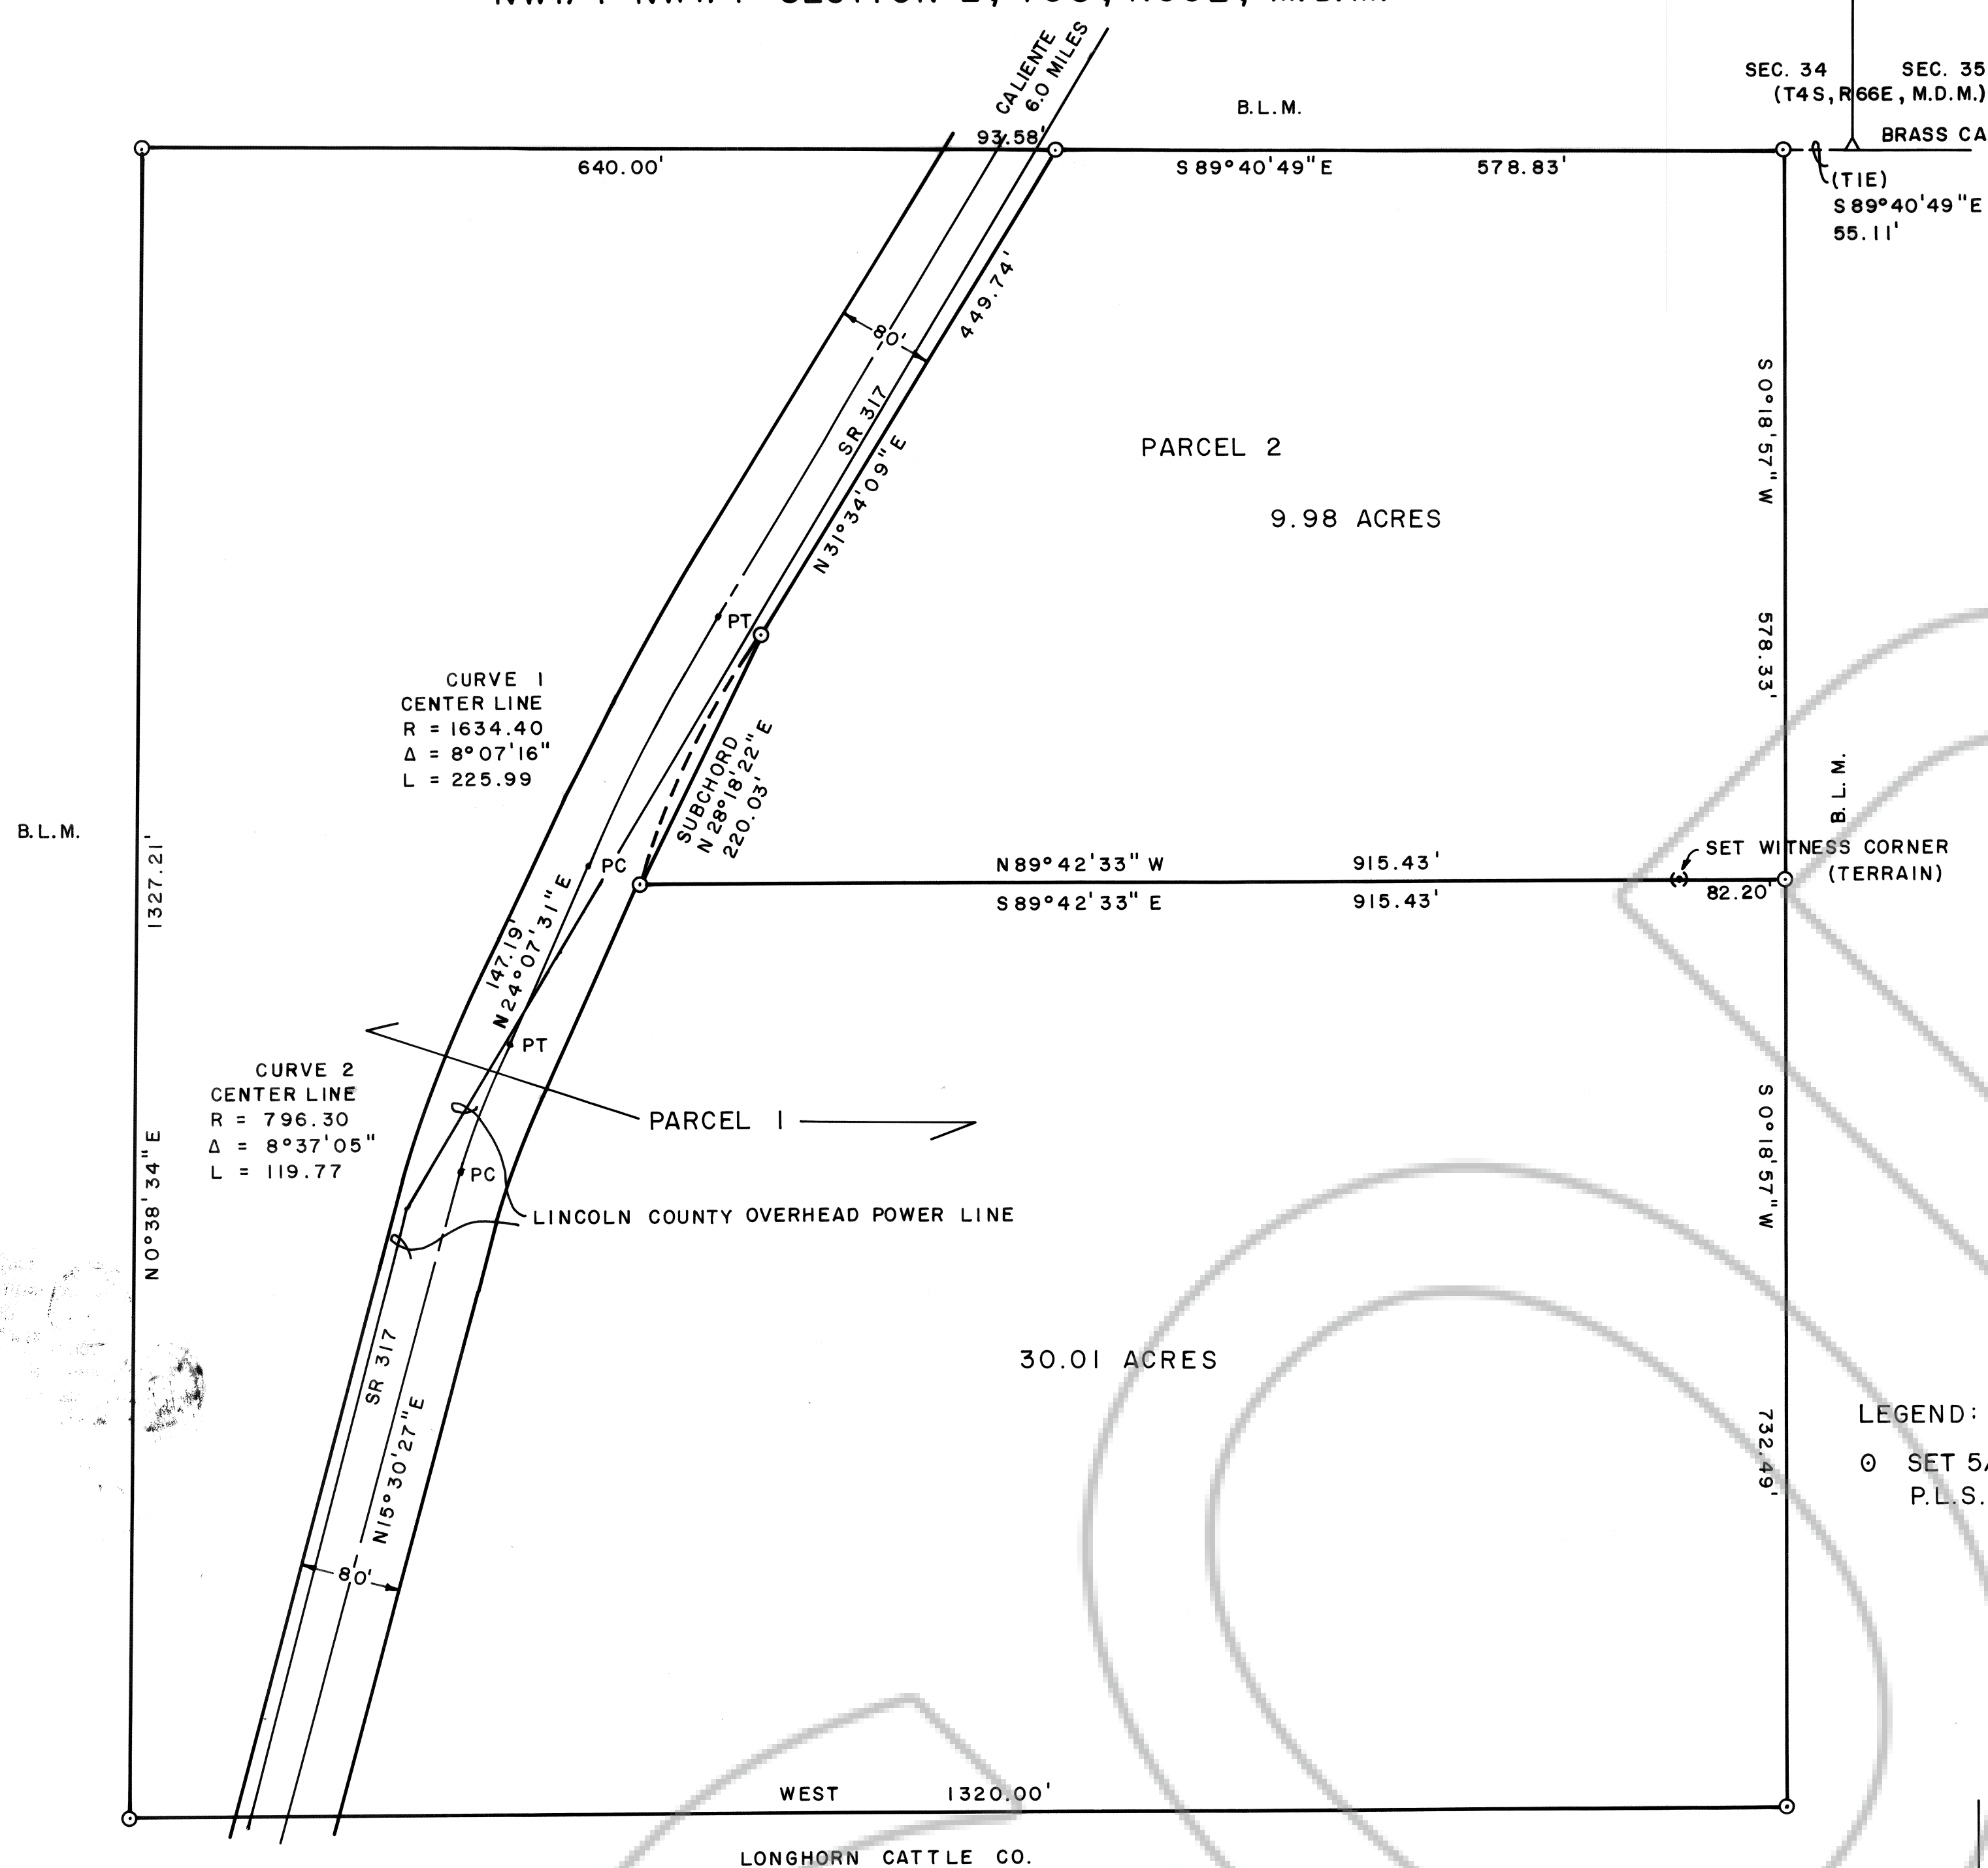 CALIENTE
6.0 MILES
B.L.M.
SEC. 34 SEC. 35
(T4S, R66E, M.D.M.)
BRASS CA
93.58'
640.00'
S 89°40'49"E 578.83'
(TIE)
S 89°40'49"E
55.11'
449.74'
80'
SR 317
N 31°34'09"E
PARCEL 2
9.98 ACRES
S 0°18'57" W
578.33'
B.L.M.
PT
CURVE 1
CENTER LINE
R = 1634.40
Δ = 8°07'16"
L = 225.99
SUBCHORD
N 28°18'22"E
220.03'
B.L.M.
1327.21'
PC
N89°42'33" W 915.43'
S89°42'33" E 915.43'
SET WITNESS CORNER
(TERRAIN)
82.20'
147.19'
N 24°07'31"E
PT
CURVE 2
CENTER LINE
R = 796.30
Δ = 8°37'05"
L = 119.77
PARCEL 1
PC
LINCOLN COUNTY OVERHEAD POWER LINE
N 0°38'34"E
S 0°18'57" W
732.49'
30.01 ACRES
SR 317
N15°30'27"E
80'
LEGEND:
SET 5/
P.L.S.
WEST 1320.00'
LONGHORN CATTLE CO.